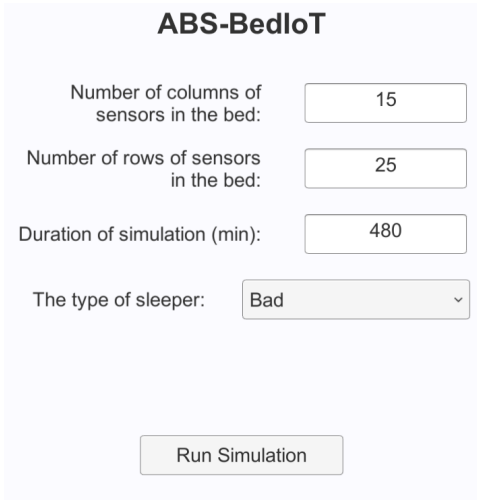 ABS-BedIoT
Number of columns of
sensors in the bed:
15
Number of rows of sensors
in the bed:
25
Duration of simulation (min):
480
The type of sleeper:
Bad
Run Simulation